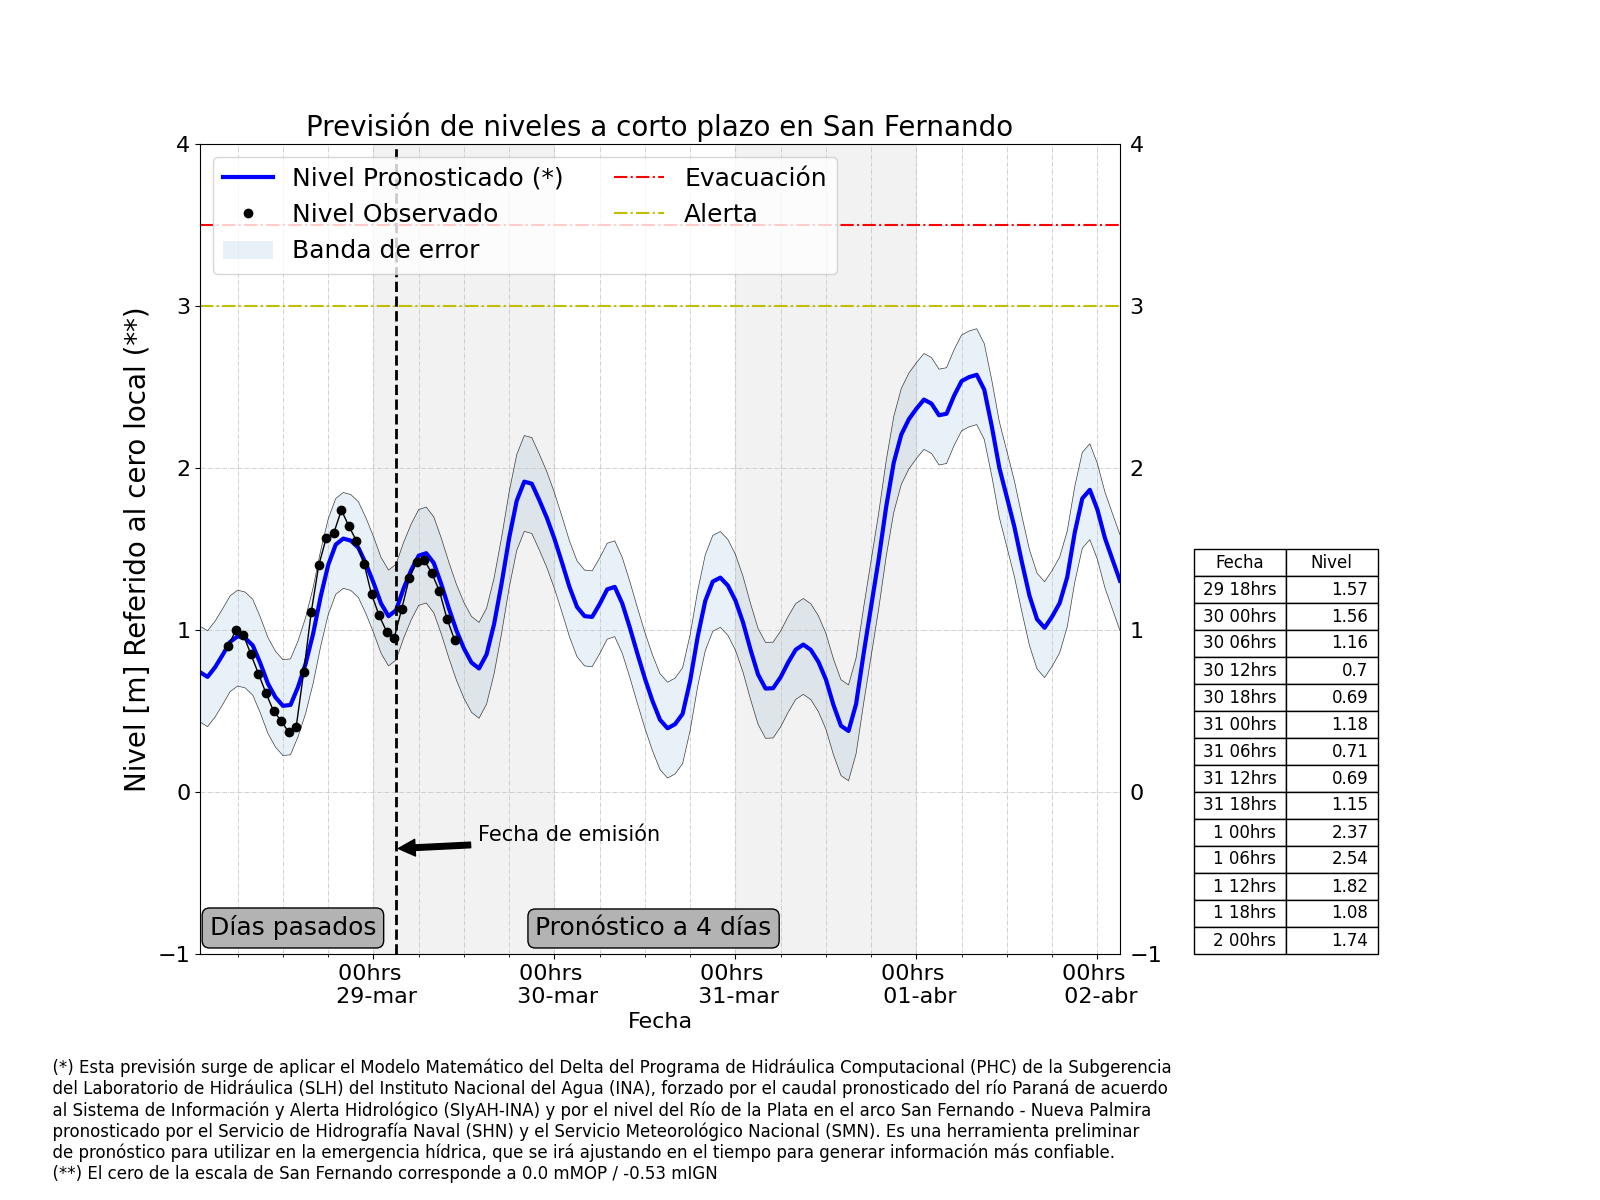 Previsión de niveles a corto plazo en San Fernando
Nivel Pronosticado (*)
Nivel Observado
Banda de error
Evacuación
Alerta
Nivel [m] Referido al cero local (**)
4
3
2
1
0
−1
4
3
2
1
0
−1
Fecha de emisión
Días pasados
Pronóstico a 4 días
00hrs
29-mar
00hrs
30-mar
00hrs
31-mar
00hrs
01-abr
00hrs
02-abr
Fecha
Fecha Nivel
29 18hrs 1.57
30 00hrs 1.56
30 06hrs 1.16
30 12hrs 0.7
30 18hrs 0.69
31 00hrs 1.18
31 06hrs 0.71
31 12hrs 0.69
31 18hrs 1.15
1 00hrs 2.37
1 06hrs 2.54
1 12hrs 1.82
1 18hrs 1.08
2 00hrs 1.74
(*) Esta previsión surge de aplicar el Modelo Matemático del Delta del Programa de Hidráulica Computacional (PHC) de la Subgerencia
del Laboratorio de Hidráulica (SLH) del Instituto Nacional del Agua (INA), forzado por el caudal pronosticado del río Paraná de acuerdo
al Sistema de Información y Alerta Hidrológico (SIyAH-INA) y por el nivel del Río de la Plata en el arco San Fernando - Nueva Palmira
pronosticado por el Servicio de Hidrografía Naval (SHN) y el Servicio Meteorológico Nacional (SMN). Es una herramienta preliminar
de pronóstico para utilizar en la emergencia hídrica, que se irá ajustando en el tiempo para generar información más confiable.
(**) El cero de la escala de San Fernando corresponde a 0.0 mMOP / -0.53 mIGN